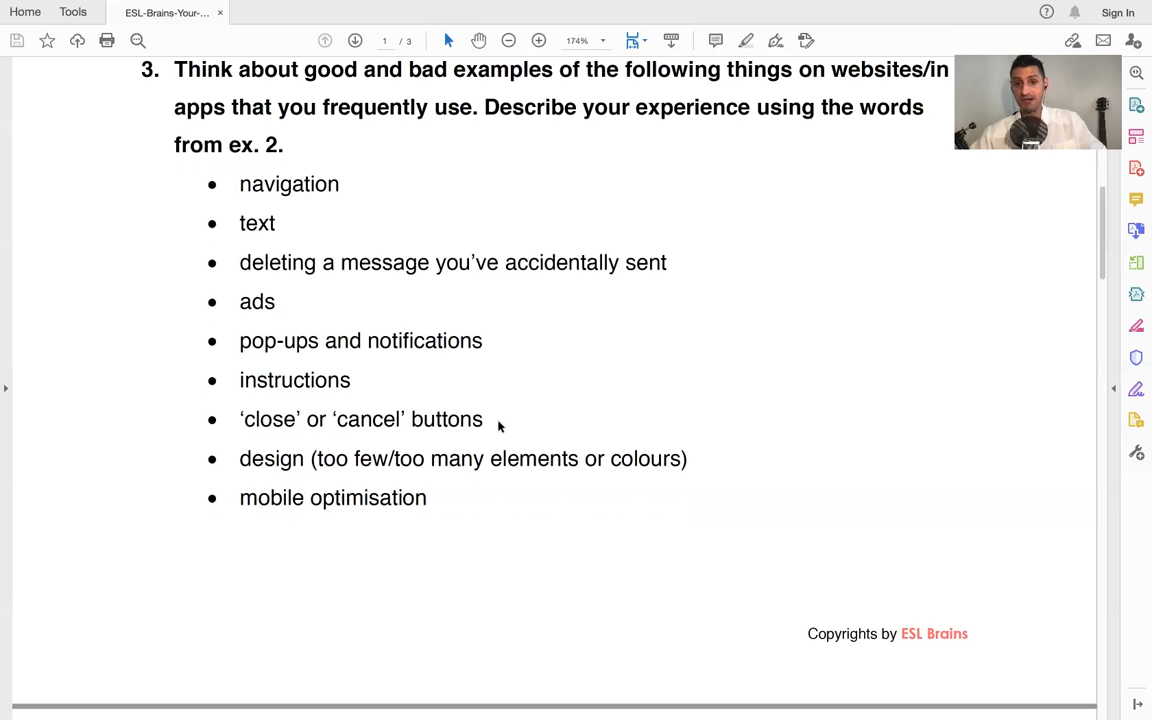 Home
Tools
ESL-Brains-Your-...
×
Sign In
1 / 3
174%
3. Think about good and bad examples of the following things on websites/in
apps that you frequently use. Describe your experience using the words
from ex. 2.
• navigation
• text
• deleting a message you've accidentally sent
• ads
• pop-ups and notifications
• instructions
• ‘close’ or ‘cancel’ buttons
• design (too few/too many elements or colours)
• mobile optimisation
Copyrights by ESL Brains